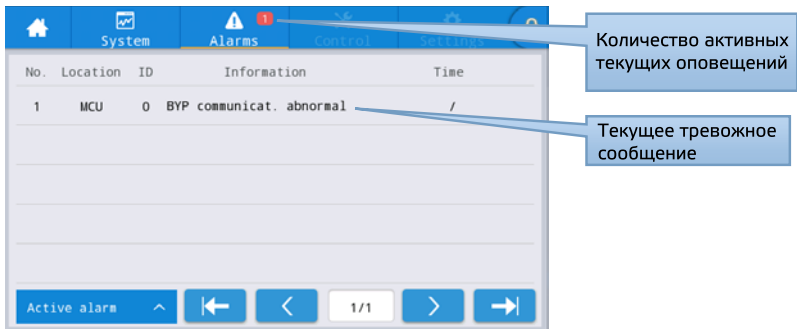 1
System Alarms Control Settings
No. Location ID Information Time
1 MCU 0 BYP communicat. abnormal /
Active alarm 1/1
Количество активных
текущих оповещений
Текущее тревожное
сообщение